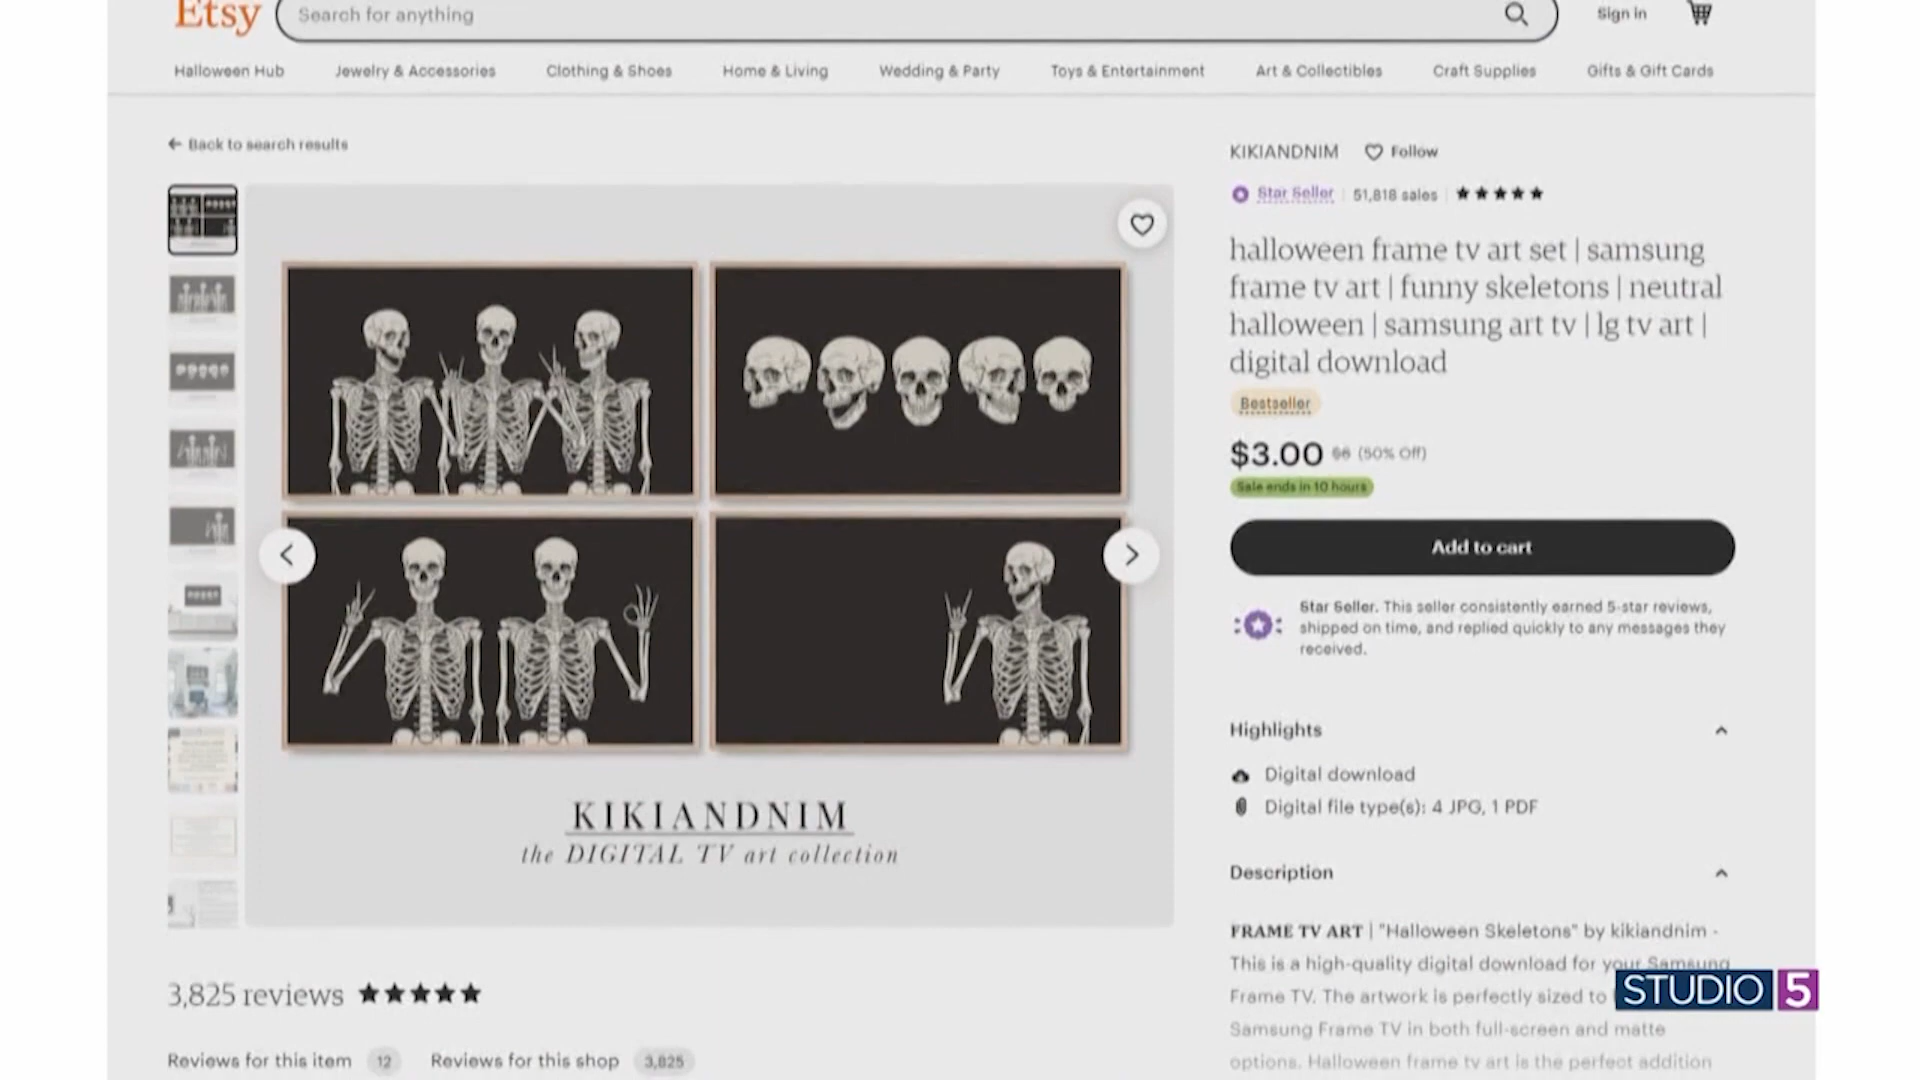 Etsy
Search for anything
Sign in
Halloween Hub
Jewelry & Accessories
Clothing & Shoes
Home & Living
Wedding & Party
Toys & Entertainment
Art & Collectibles
Craft Supplies
Gifts & Gift Cards
← Back to search results
KIKIANDNIM
Follow
Star Seller | 51,818 sales | ★★★★★
halloween frame tv art set | samsung
frame tv art | funny skeletons | neutral
halloween | samsung art tv | lg tv art |
digital download
Bestseller
$3.00 $6 (50% Off)
Sale ends in 10 hours
Add to cart
Star Seller. This seller consistently earned 5-star reviews,
shipped on time, and replied quickly to any messages they
received.
Highlights
Digital download
Digital file type(s): 4 JPG, 1 PDF
Description
FRAME TV ART | "Halloween Skeletons" by kikiandnim -
This is a high-quality digital download for your Samsung
Frame TV. The artwork is perfectly sized to
Samsung Frame TV in both full-screen and matte
options. Halloween frame tv art is the perfect addition
KIKIANDNIM
the DIGITAL TV art collection
3,825 reviews ★★★★★
Reviews for this item 12
Reviews for this shop 3,825
STUDIO 5